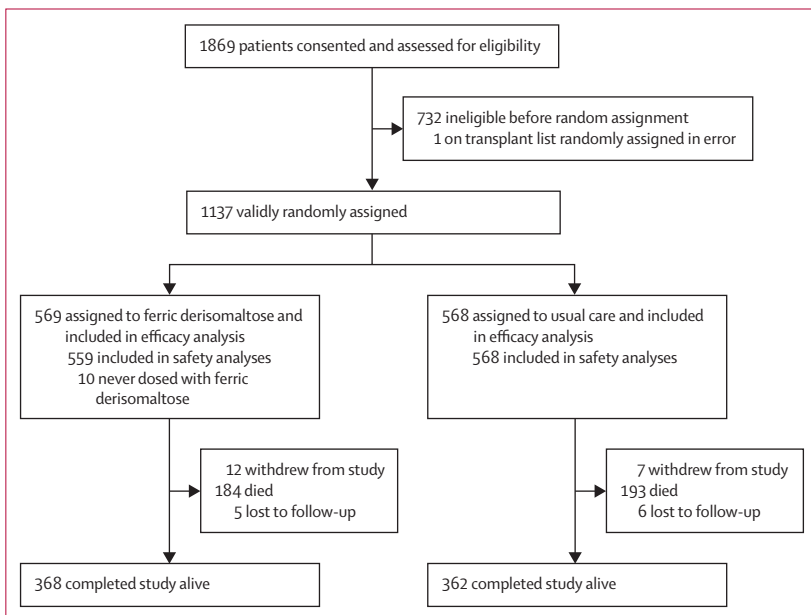 1869 patients consented and assessed for eligibility
732 ineligible before random assignment
1 on transplant list randomly assigned in error
1137 validly randomly assigned
569 assigned to ferric derisomaltose and
included in efficacy analysis
559 included in safety analyses
10 never dosed with ferric
derisomaltose
568 assigned to usual care and included
in efficacy analysis
568 included in safety analyses
12 withdrew from study
184 died
5 lost to follow-up
7 withdrew from study
193 died
6 lost to follow-up
368 completed study alive
362 completed study alive